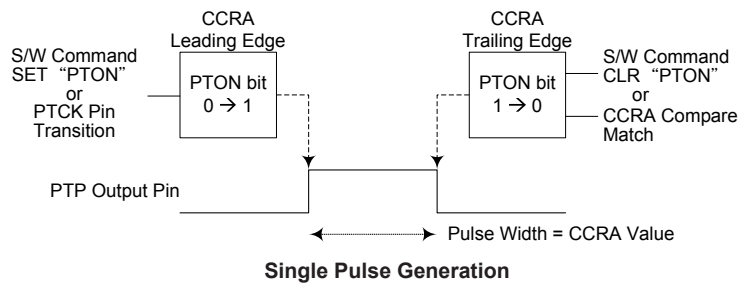 CCRA
Leading Edge
S/W Command
SET “PTON”
or
PTCK Pin
Transition
PTON bit
0 → 1
CCRA
Trailing Edge
PTON bit
1 → 0
S/W Command
CLR “PTON”
or
CCRA Compare
Match
PTP Output Pin
Pulse Width = CCRA Value
Single Pulse Generation